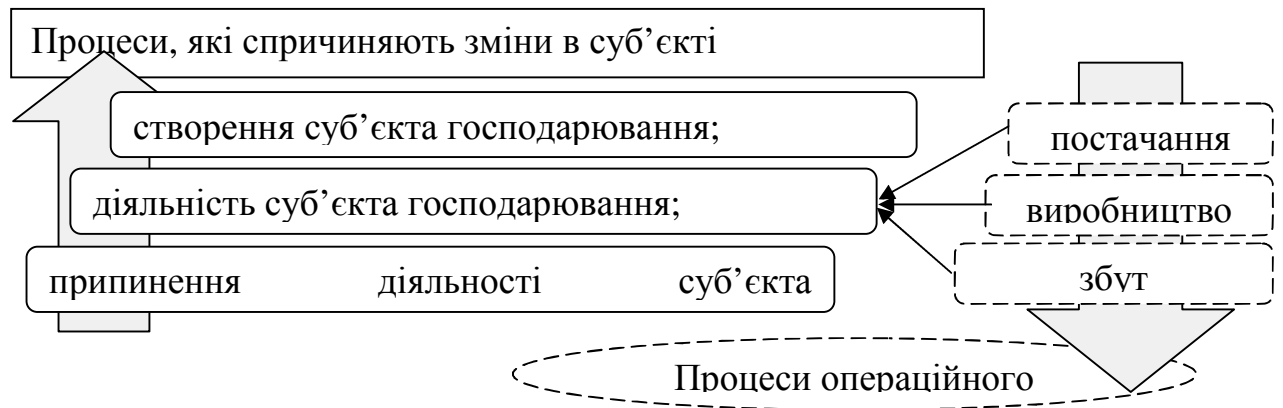 Процеси, які спричиняють зміни в суб’єкті
створення суб’єкта господарювання;
діяльність суб’єкта господарювання;
припинення діяльності суб’єкта
постачання
виробництво
збут
Процеси операційного